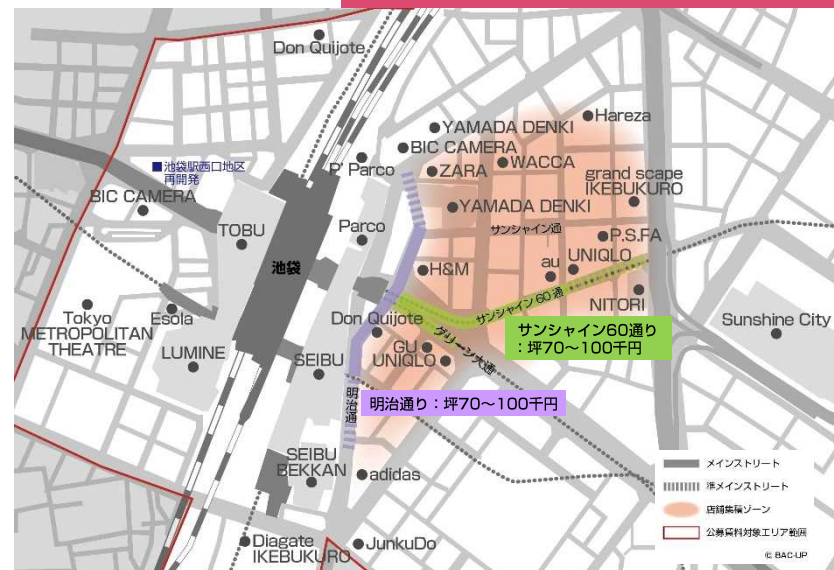 Don Quijote
Hareza
YAMADA DENKI
BIC CAMERA
WACCA
■池袋駅西口地区
再開発
P' Parco
ZARA
grand scape
IKEBUKURO
BIC CAMERA
YAMADA DENKI
TOBU
Parco
サンシャイン通
P.S.FA
池袋
H&M
au
UNIQLO
サンシャイン60通
NITORI
Tokyo
METROPOLITAN
THEATRE
Esola
Don Quijote
サンシャイン60通り
:坪70~100千円
Sunshine City
LUMINE
SEIBU
GU
UNIQLO
グリーン大通
明治通
明治通り:坪70~100千円
SEIBU
BEKKAN
adidas
Diagate
IKEBUKURO
JunkuDo
メインストリート
準メインストリート
店舗集積ゾーン
公募賃料対象エリア範囲
© BAC-UP